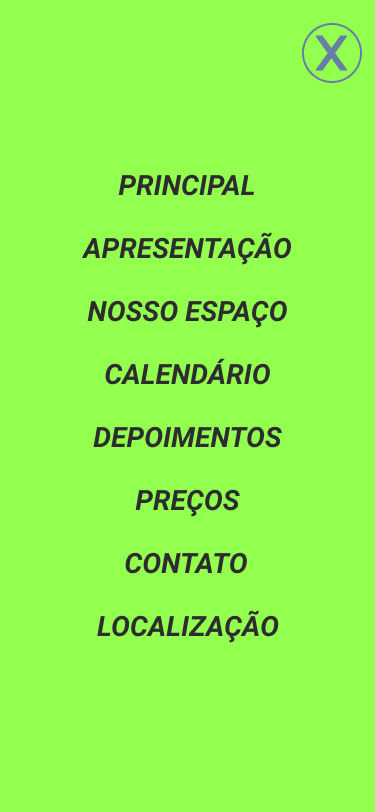 X
PRINCIPAL
APRESENTAÇÃO
NOSSO ESPAÇO
CALENDÁRIO
DEPOIMENTOS
PREÇOS
CONTATO
LOCALIZAÇÃO